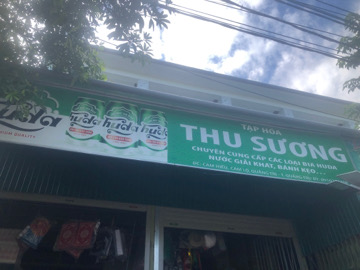 Huda
TẠP HÓA
THU SƯƠNG
CHUYÊN CUNG CẤP CÁC LOẠI BIA HUDA
NƯỚC GIẢI KHÁT, BÁNH KẸO...